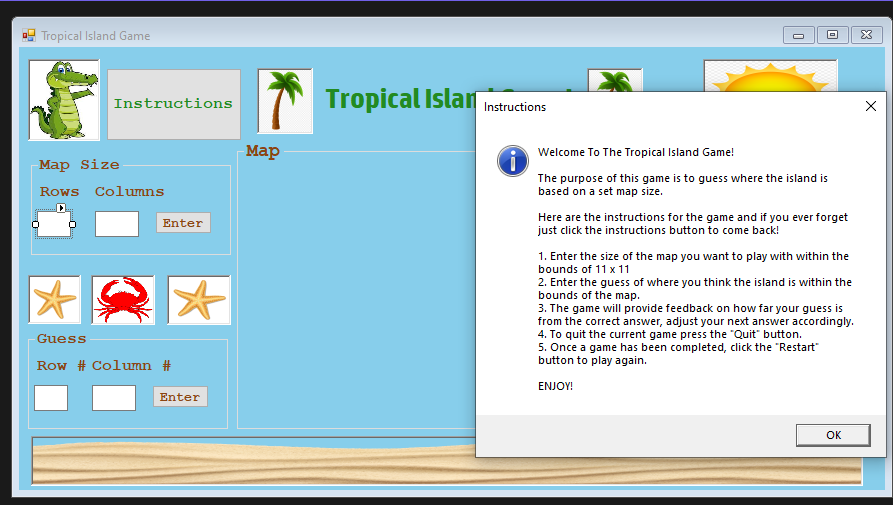 Tropical Island Game
Instructions
Tropical Island
Map Size
Rows Columns
Enter
Map
Guess
Row # Column #
Enter
Instructions
Welcome To The Tropical Island Game!
The purpose of this game is to guess where the island is
based on a set map size.
Here are the instructions for the game and if you ever forget
just click the instructions button to come back!
1. Enter the size of the map you want to play with within the
bounds of 11 x 11
2. Enter the guess of where you think the island is within the
bounds of the map.
3. The game will provide feedback on how far your guess is
from the correct answer, adjust your next answer accordingly.
4. To quit the current game press the "Quit" button.
5. Once a game has been completed, click the "Restart"
button to play again.
ENJOY!
OK